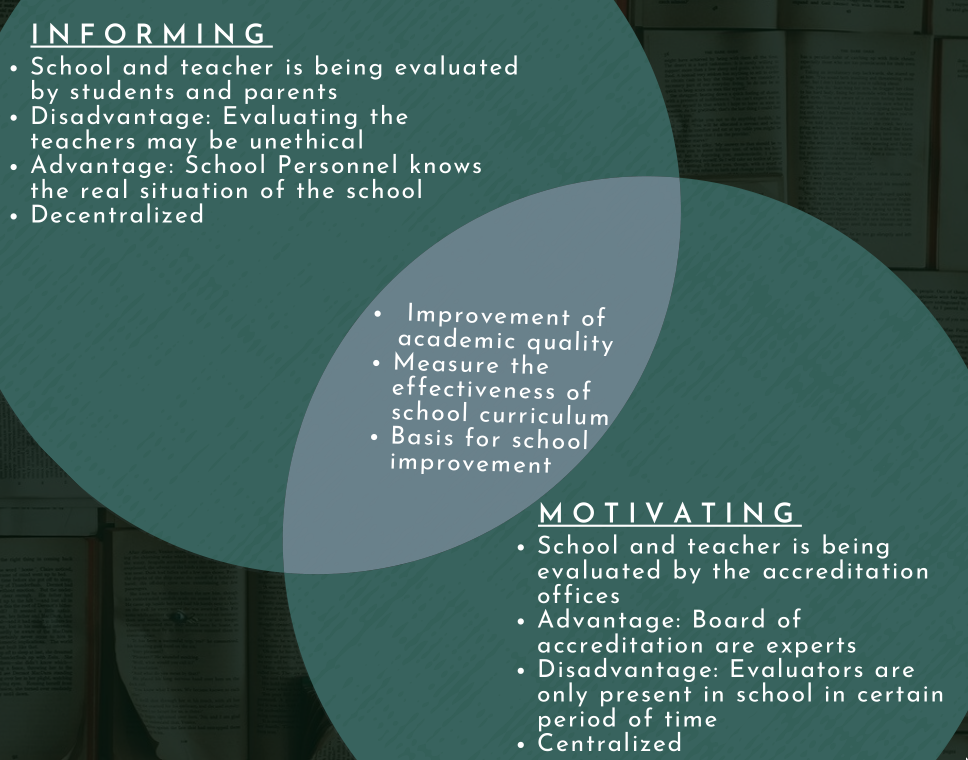 INFORMING
• School and teacher is being evaluated
by students and parents
• Disadvantage: Evaluating the
teachers may be unethical
• Advantage: School Personnel knows
the real situation of the school
• Decentralized
• Improvement of
academic quality
• Measure the
effectiveness of
school curriculum
• Basis for school
improvement
MOTIVATING
• School and teacher is being
evaluated by the accreditation
offices
• Advantage: Board of
accreditation are experts
• Disadvantage: Evaluators are
only present in school in certain
period of time
• Centralized